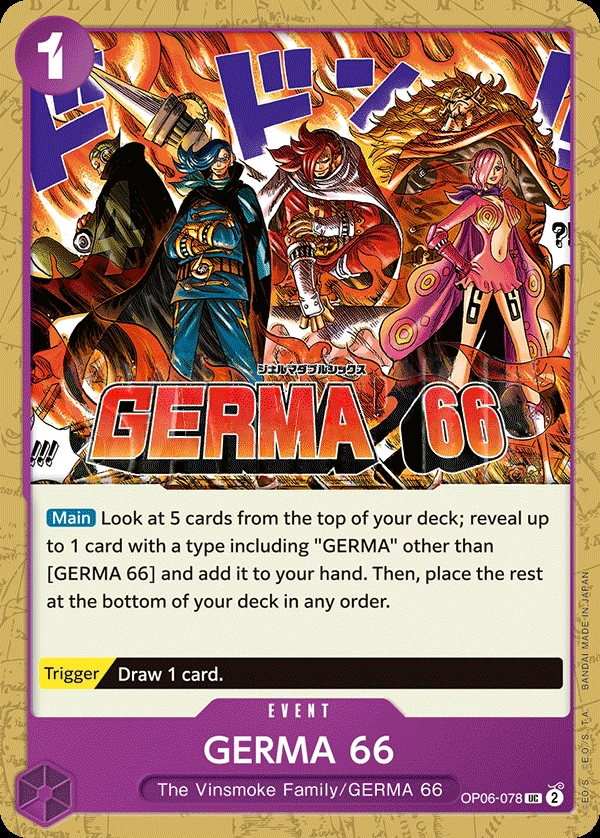 1
ドドン!!
?
!!!
ジェルマダブルシックス
GERMA 66
6 6
Main Look at 5 cards from the top of your deck; reveal up
to 1 card with a type including "GERMA" other than
[GERMA 66] and add it to your hand. Then, place the rest
at the bottom of your deck in any order.
Trigger Draw 1 card.
EVENT
GERMA 66
The Vinsmoke Family/GERMA 66
OP06-078 UC 2
BANDAI MADE IN JAPAN